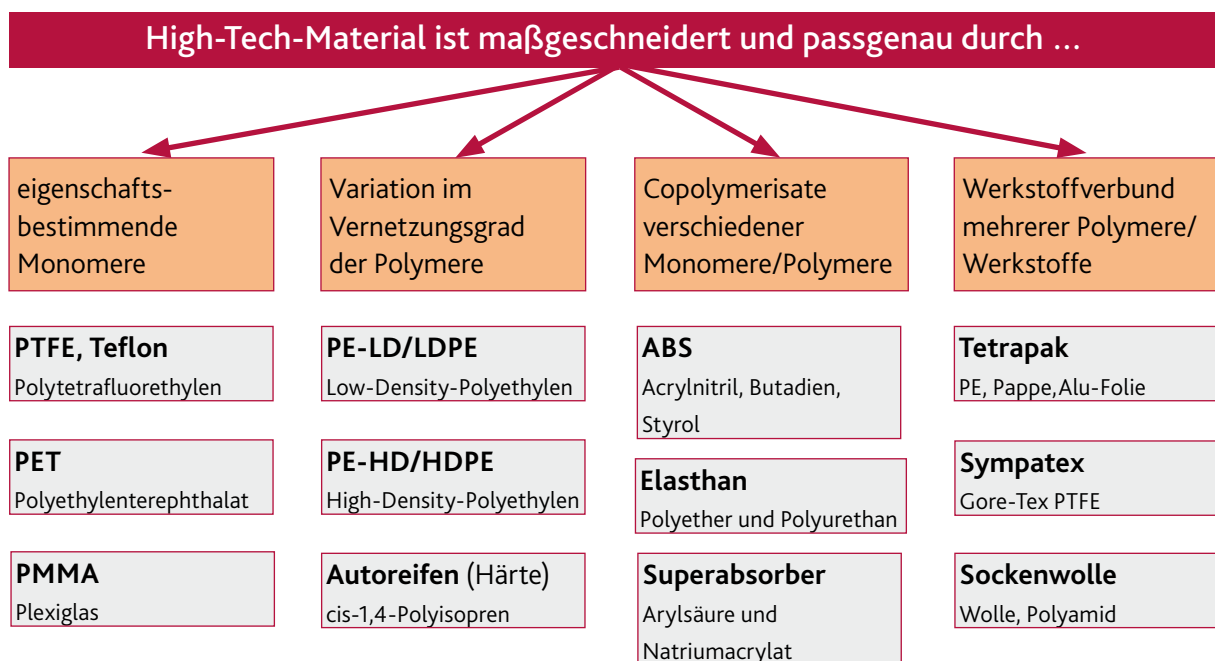 High-Tech-Material ist maßgeschneidert und passgenau durch …
eigenschafts-
bestimmende
Monomere
PTFE, Teflon
Polytetrafluorethylen
PET
Polyethylenterephthalat
PMMA
Plexiglas
Variation im
Vernetzungsgrad
der Polymere
PE-LD/LDPE
Low-Density-Polyethylen
PE-HD/HDPE
High-Density-Polyethylen
Autoreifen (Härte)
cis-1,4-Polyisopren
Copolymerisate
verschiedener
Monomere/Polymere
ABS
Acrylnitril, Butadien,
Styrol
Elasthan
Polyether und Polyurethan
Superabsorber
Arylsäure und
Natriumacrylat
Werkstoffverbund
mehrerer Polymere/
Werkstoffe
Tetrapak
PE, Pappe,Alu-Folie
Sympatex
Gore-Tex PTFE
Sockenwolle
Wolle, Polyamid